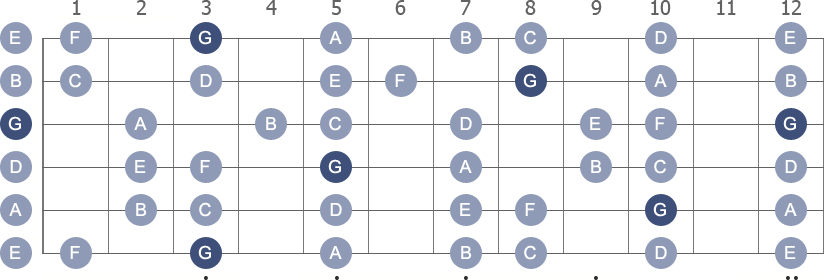 1 2 3 4 5 6 7 8 9 10 11 12
E F G A B C D E
B C D E F G A B
G A B C D E F G
D E F G A B C D
A B C D E F G A
E F G A B C D E